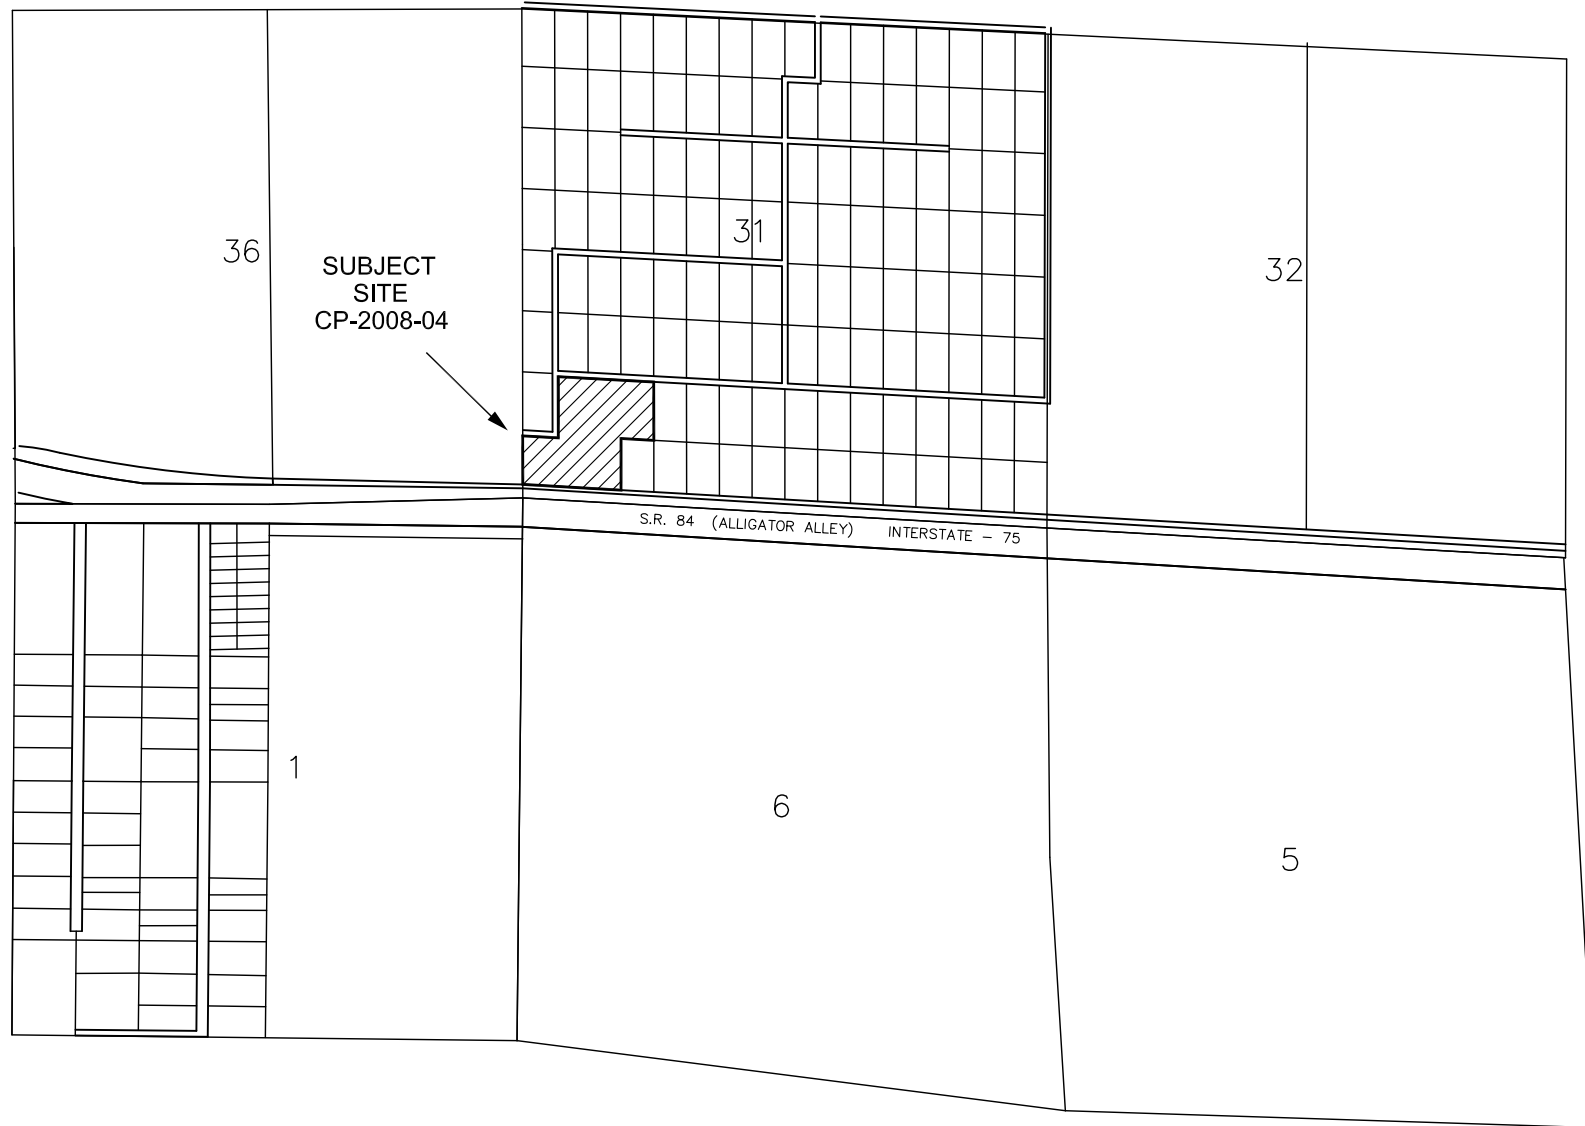 31
36
SUBJECT
SITE
CP-2008-04
32
S.R. 84 (ALLIGATOR ALLEY) INTERSTATE - 75
1
6
5